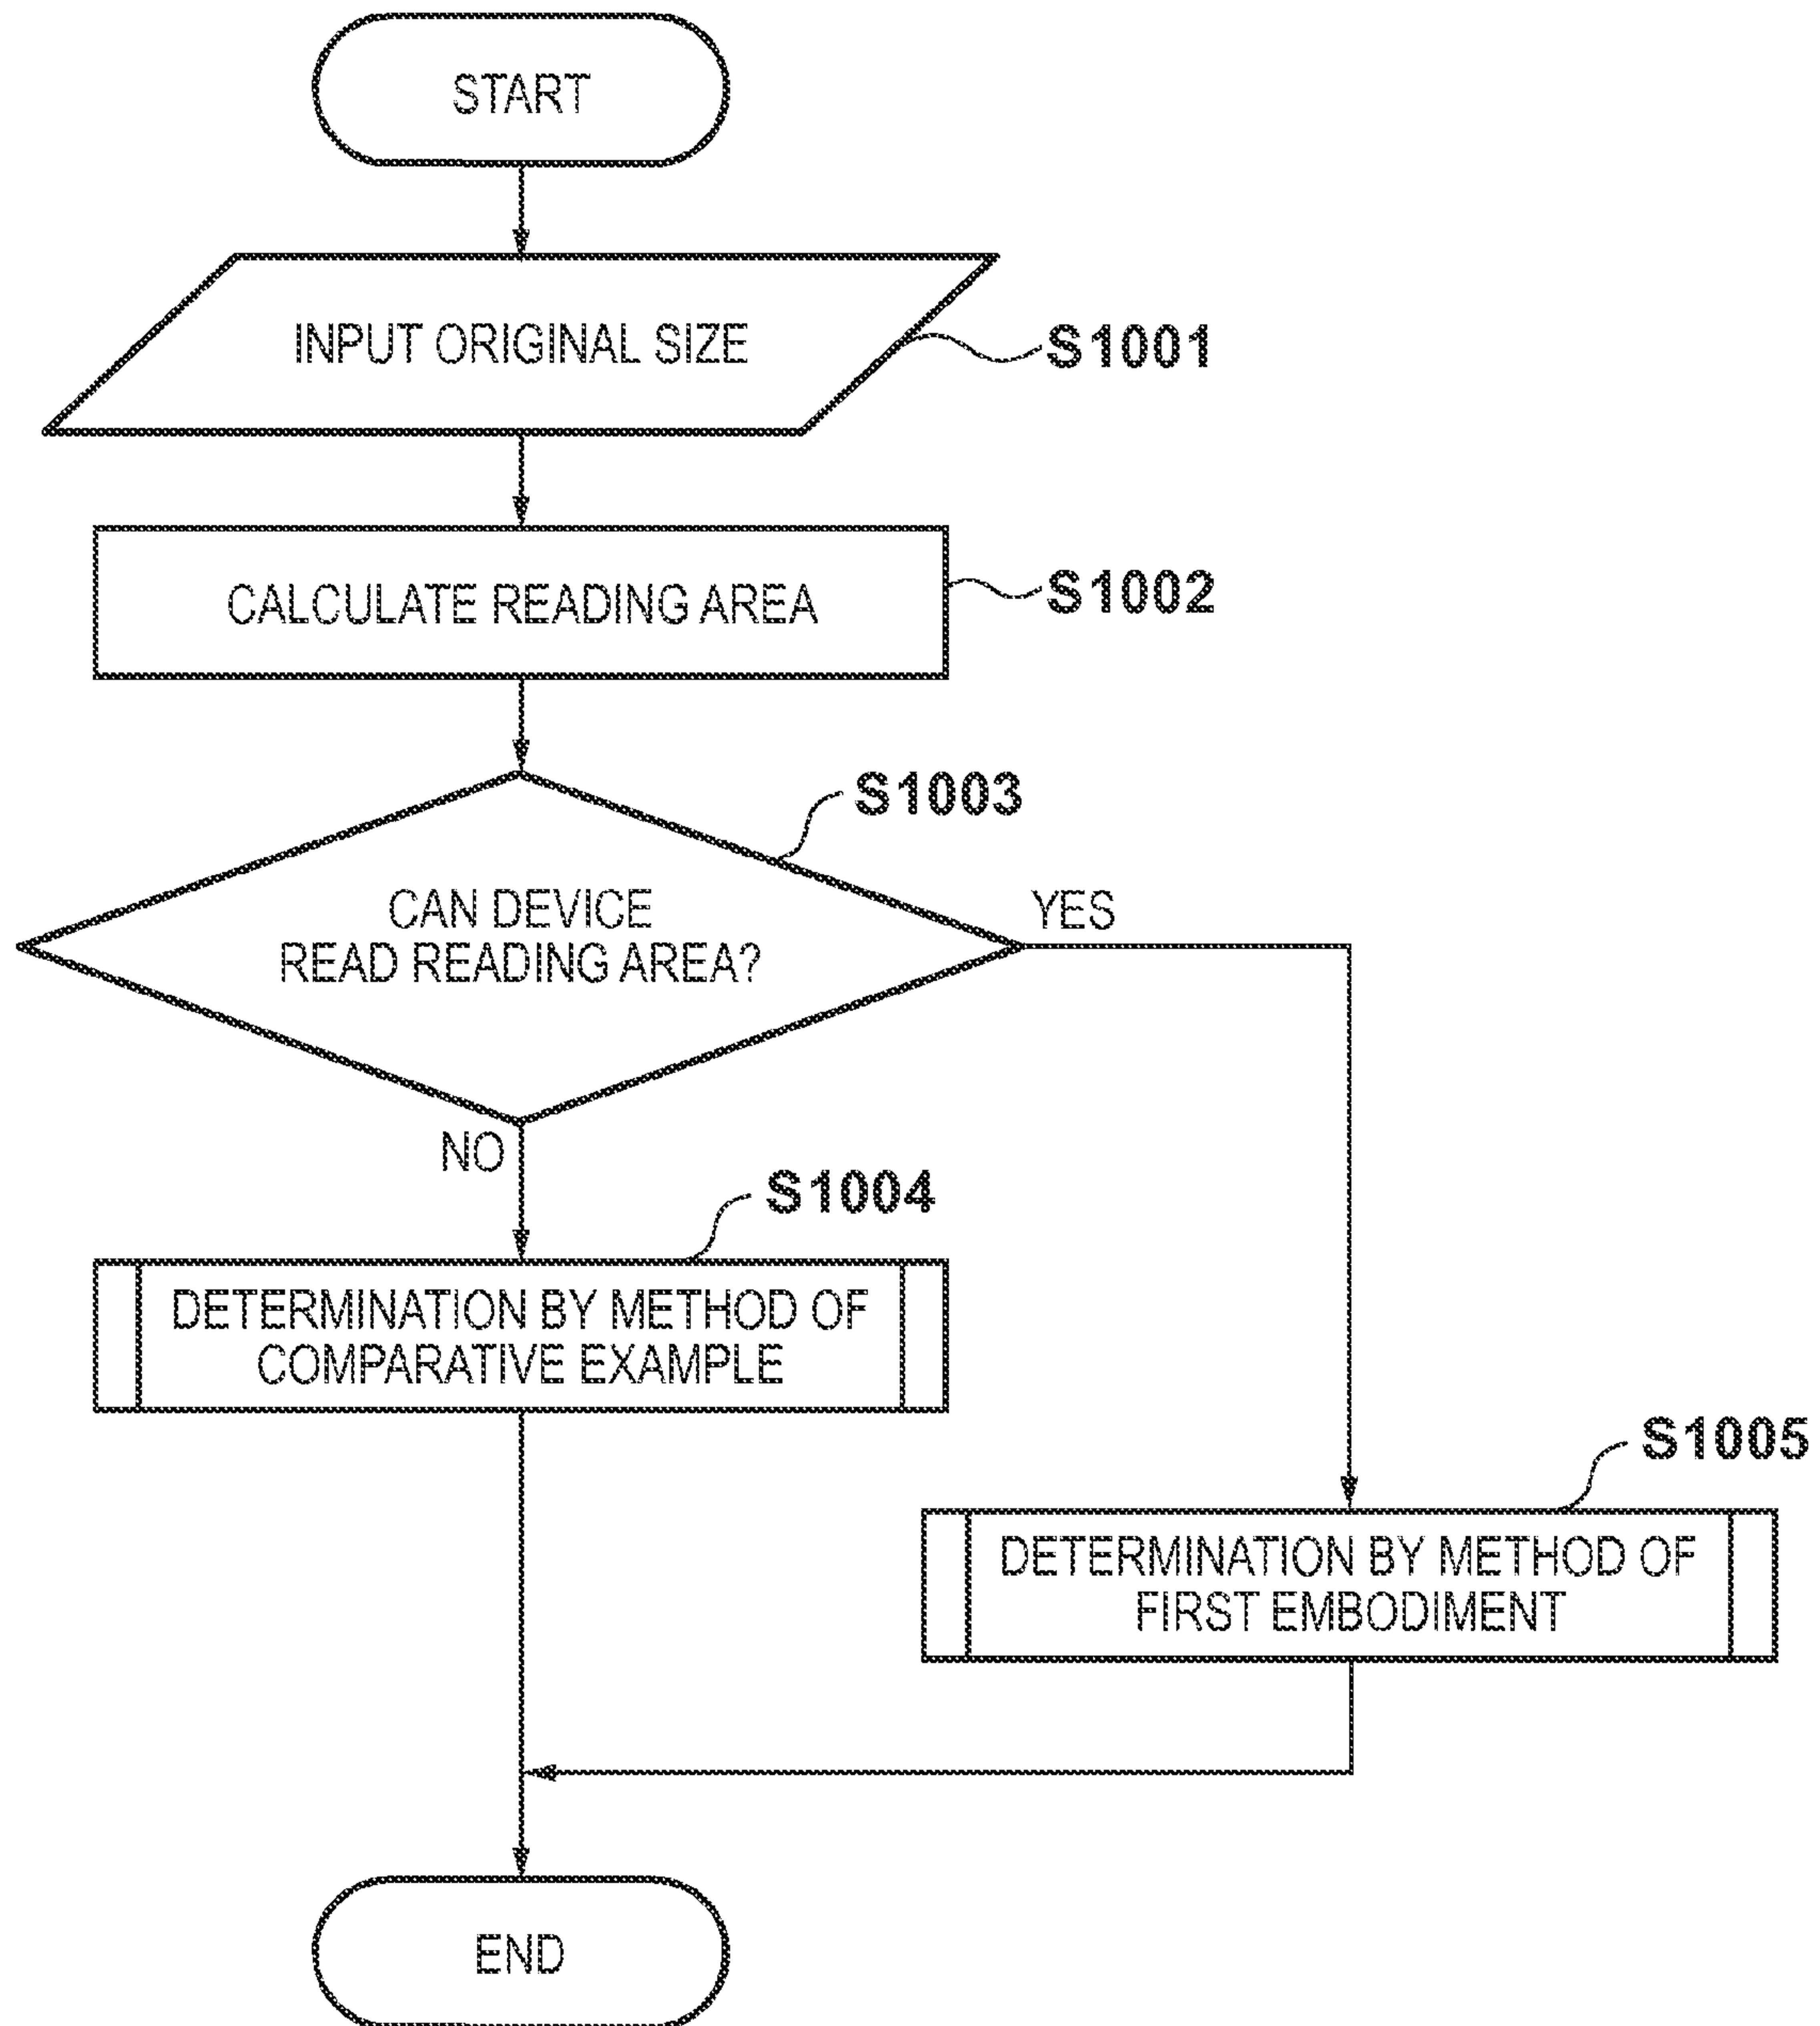 START
INPUT ORIGINAL SIZE
S1001
CALCULATE READING AREA
S1002
S1003
CAN DEVICE
READ READING AREA?
YES
NO
S1004
DETERMINATION BY METHOD OF
COMPARATIVE EXAMPLE
S1005
DETERMINATION BY METHOD OF
FIRST EMBODIMENT
END